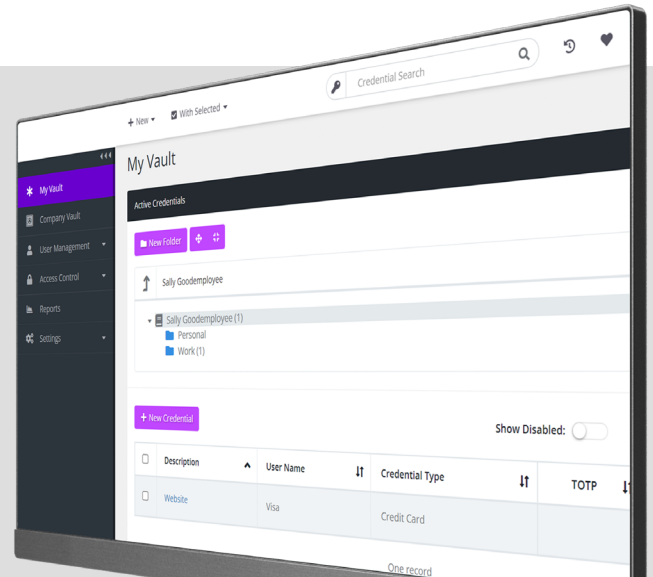 Credential Search
New
With Selected
My Vault
My Vault
Company Vault
User Management
Access Control
Reports
Settings
Active Credentials
New Folder
Sally Goodemployee
Sally Goodemployee (1)
Personal
Work (1)
+ New Credential
Show Disabled:
Description User Name Credential Type TOTP
Website Visa Credit Card
One record